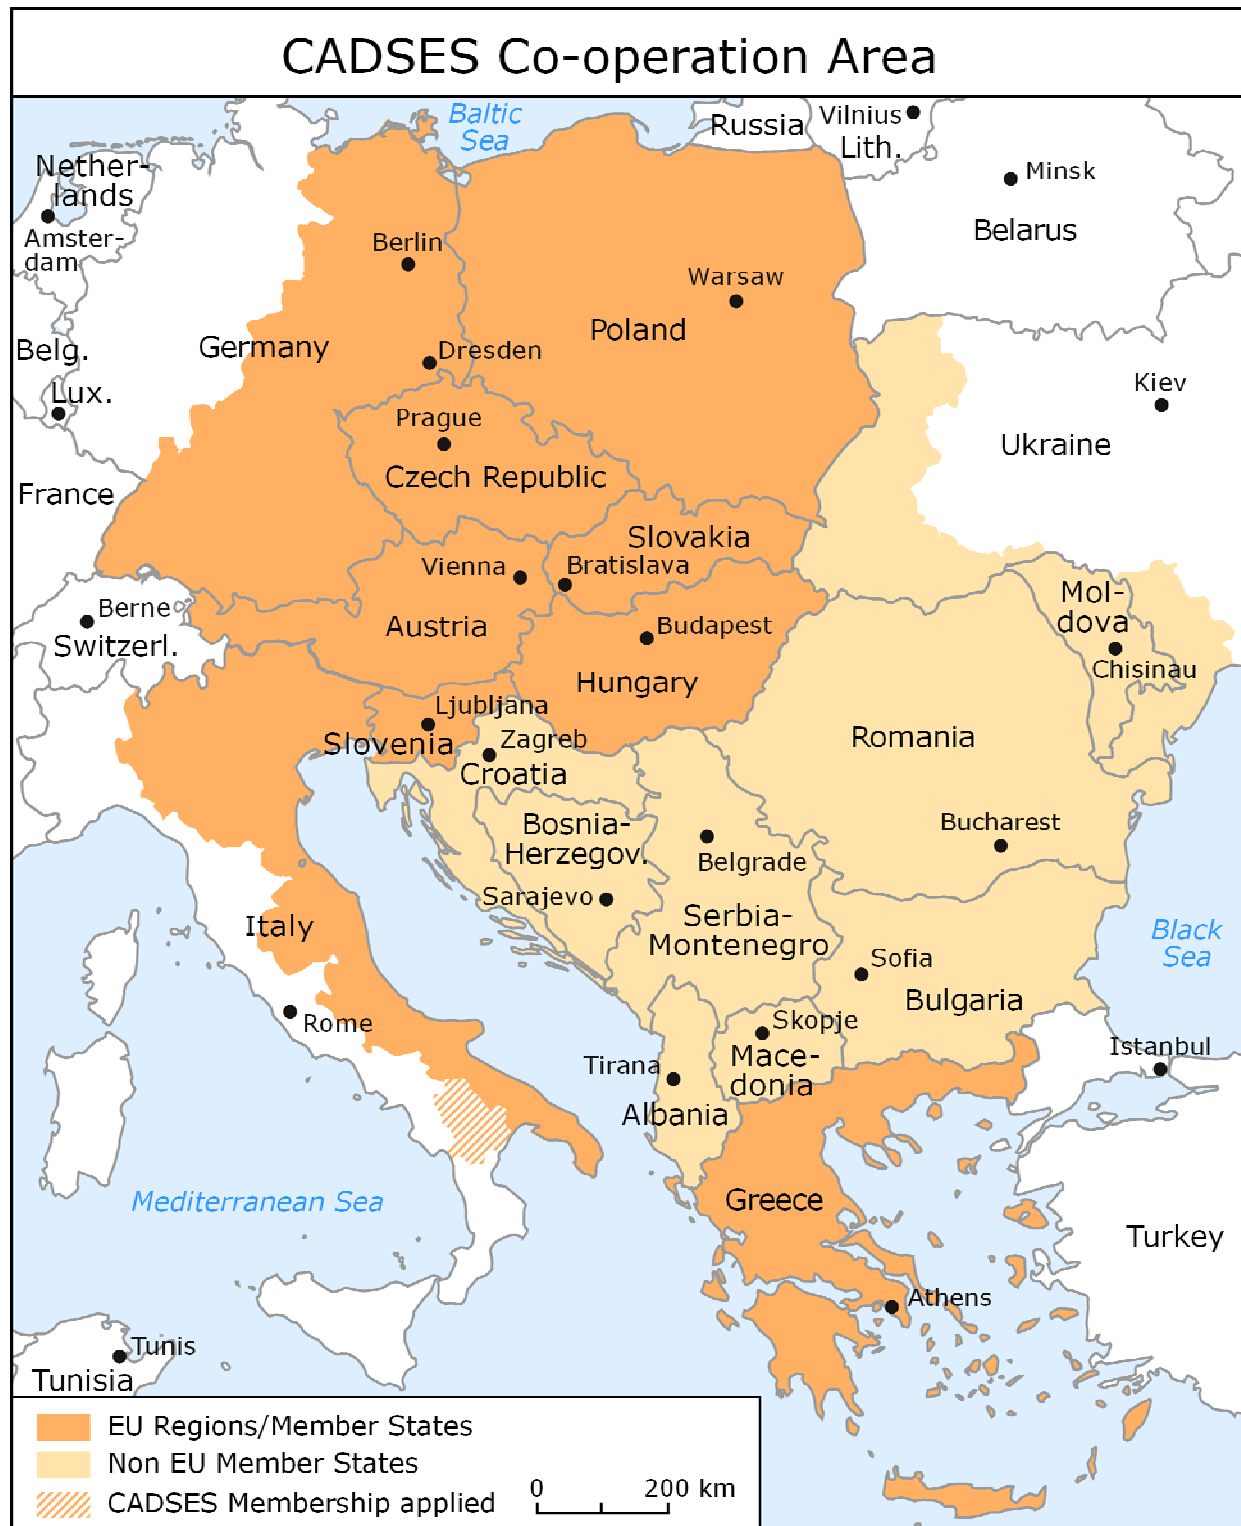 CADSES Co-operation Area
Baltic
Sea
Russia
Vilnius
Lith.
Minsk
Belarus
Nether-
lands
Amster-
dam
Berlin
Warsaw
Poland
Germany
Dresden
Belg.
Lux.
Kiev
Ukraine
Prague
Czech Republic
France
Slovakia
Bratislava
Vienna
Austria
Berne
Switzerl.
Budapest
Hungary
Mol-
dova
Chisinau
Ljubljana
Slovenia
Zagreb
Croatia
Romania
Bucharest
Bosnia-
Herzegov.
Sarajevo
Belgrade
Serbia-
Montenegro
Italy
Rome
Sofia
Bulgaria
Black
Sea
Skopje
Mace-
donia
Tirana
Albania
Istanbul
Mediterranean Sea
Greece
Turkey
Athens
Tunis
Tunisia
EU Regions/Member States
Non EU Member States
CADSES Membership applied
0 200 km